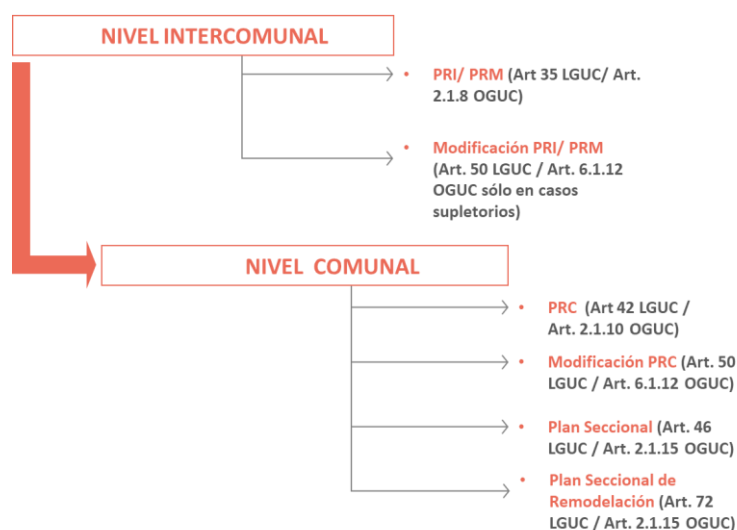 NIVEL INTERCOMUNAL
• PRI/ PRM (Art 35 LGUC/ Art.
2.1.8 OGUC)
• Modificación PRI/ PRM
(Art. 50 LGUC / Art. 6.1.12
OGUC sólo en casos
supletorios)
NIVEL COMUNAL
• PRC (Art 42 LGUC /
Art. 2.1.10 OGUC)
• Modificación PRC (Art. 50
LGUC / Art. 6.1.12 OGUC)
• Plan Seccional (Art. 46
LGUC / Art. 2.1.15 OGUC)
• Plan Seccional de
Remodelación (Art. 72
LGUC / Art. 2.1.15 OGUC)